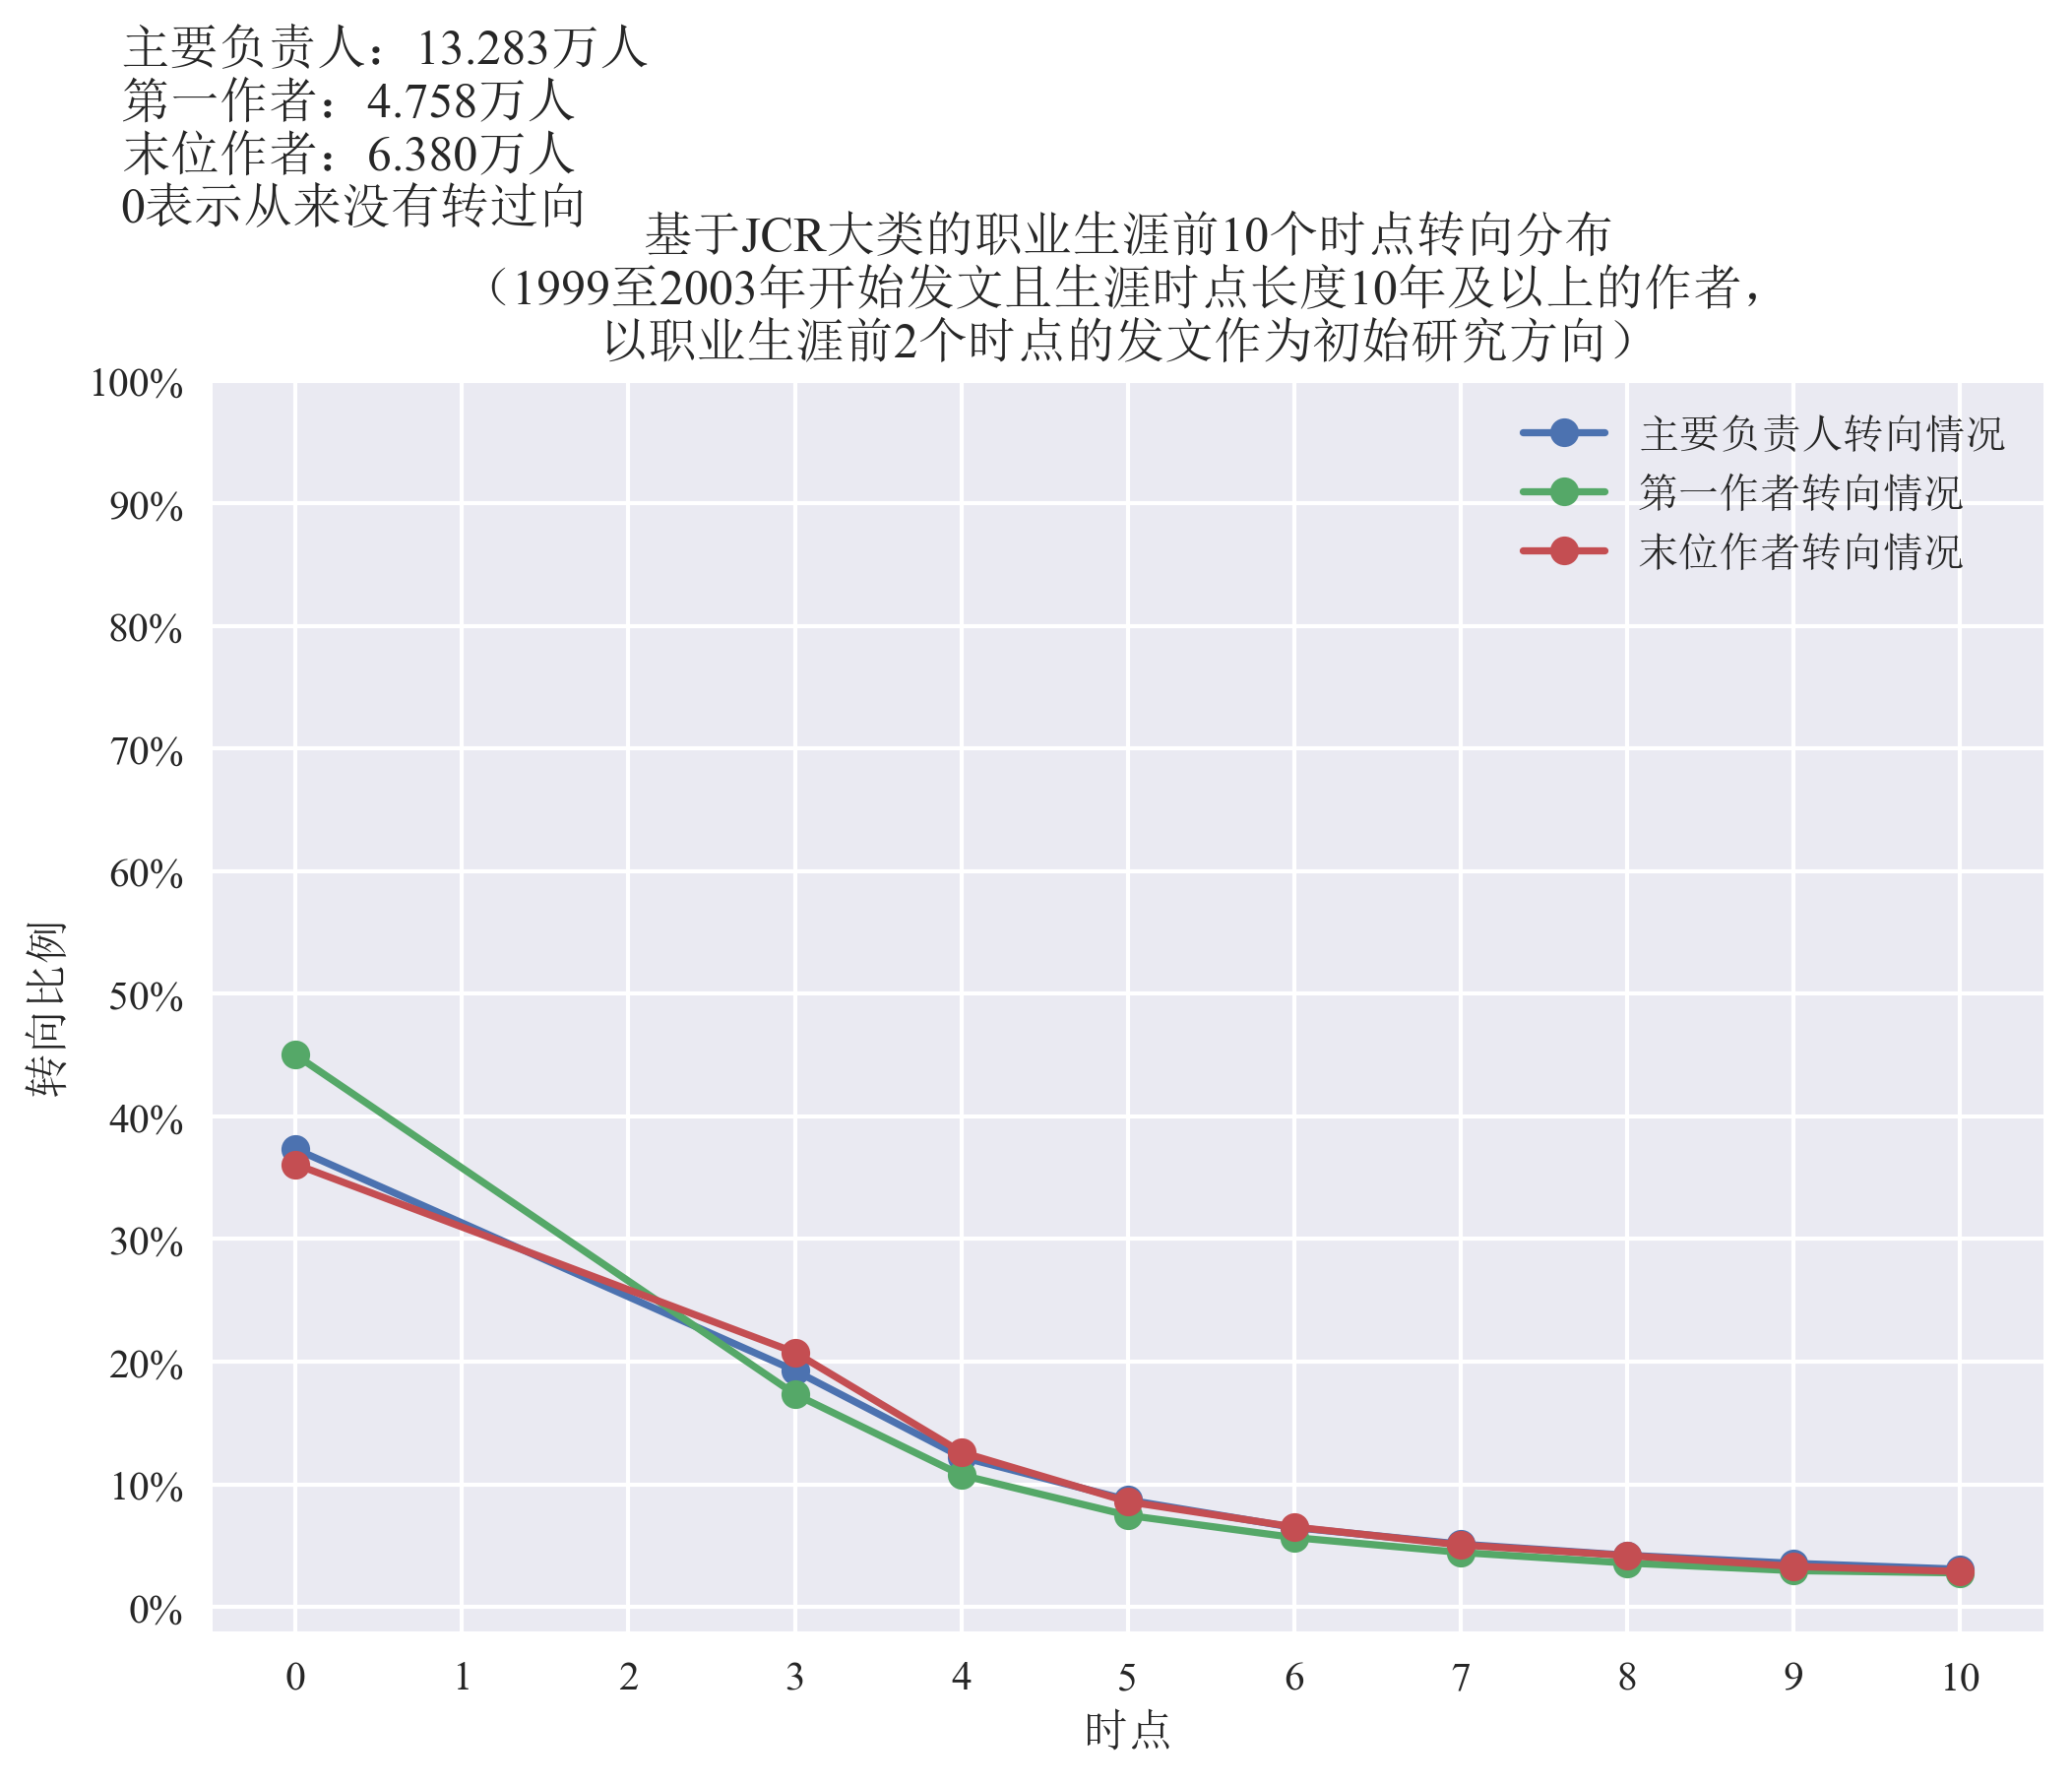 主要负责人：13.283万人
第一作者：4.758万人
末位作者：6.380万人
0表示从来没有转过向
基于JCR大类的职业生涯前10个时点转向分布
（1999至2003年开始发文且生涯时点长度10年及以上的作者，
以职业生涯前2个时点的发文作为初始研究方向）
主要负责人转向情况
第一作者转向情况
末位作者转向情况
100%
90%
80%
70%
60%
50%
40%
30%
20%
10%
0%
转向比例
0 1 2 3 4 5 6 7 8 9 10
时点